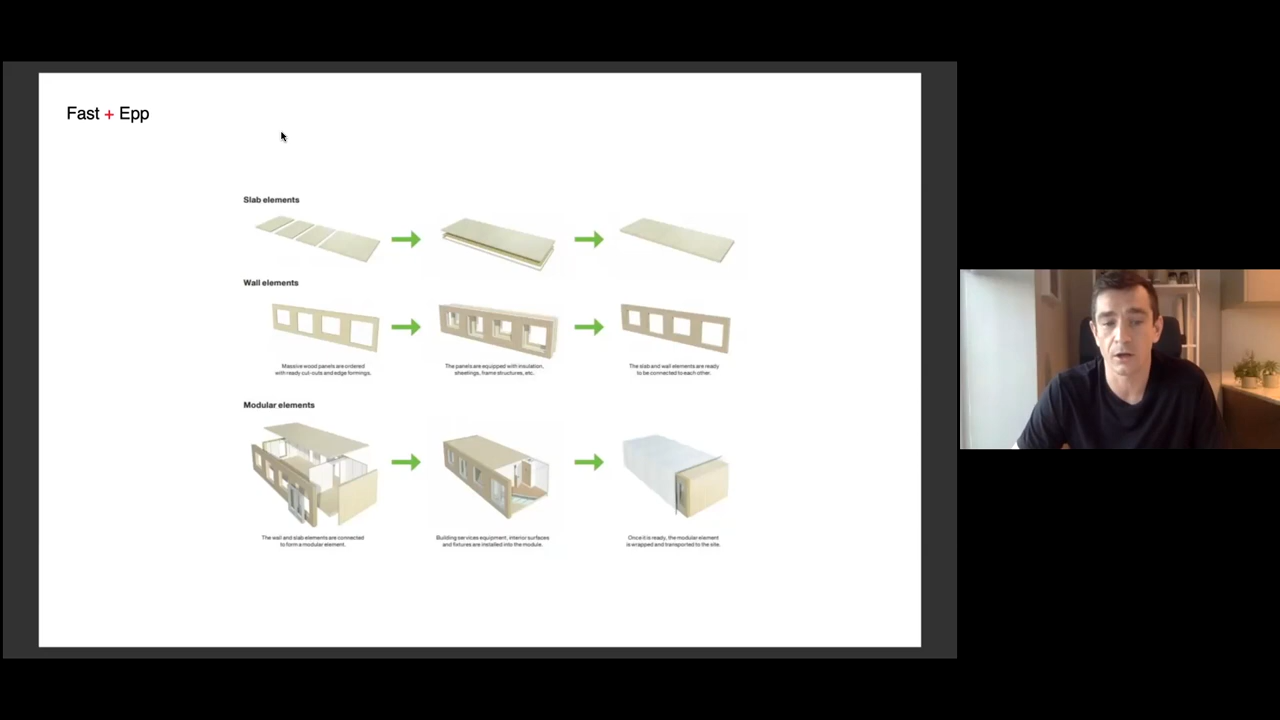 Fast + Epp
Slab elements
Wall elements
Massive wood panels are ordered
with ready cut-outs and edge formings.
The panels are equipped with insulation,
sheetings, frame structures, etc.
The slab and wall elements are ready
to be connected to each other.
Modular elements
The wall and slab elements are connected
to form a modular element.
Building services equipment, interior surfaces
and fixtures are installed into the module.
Once it is ready, the modular element
is wrapped and transported to the site.